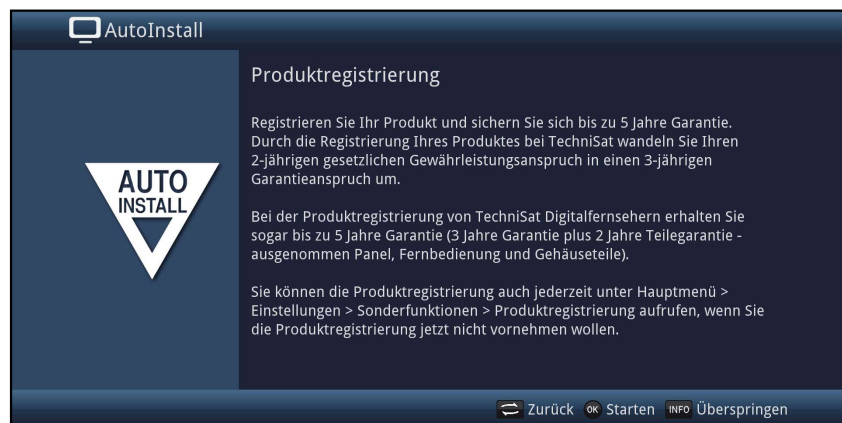 AutoInstall
AUTO
INSTALL
Produktregistrierung
Registrieren Sie Ihr Produkt und sichern Sie sich bis zu 5 Jahre Garantie.
Durch die Registrierung Ihres Produktes bei TechniSat wandeln Sie Ihren
2-jährigen gesetzlichen Gewährleistungsanspruch in einen 3-jährigen
Garantieanspruch um.
Bei der Produktregistrierung von TechniSat Digitalfernsehern erhalten Sie
sogar bis zu 5 Jahre Garantie (3 Jahre Garantie plus 2 Jahre Teilegarantie -
ausgenommen Panel, Fernbedienung und Gehäuseteile).
Sie können die Produktregistrierung auch jederzeit unter Hauptmenü >
Einstellungen > Sonderfunktionen > Produktregistrierung aufrufen, wenn Sie
die Produktregistrierung jetzt nicht vornehmen wollen.
Zurück OK Starten INFO Überspringen